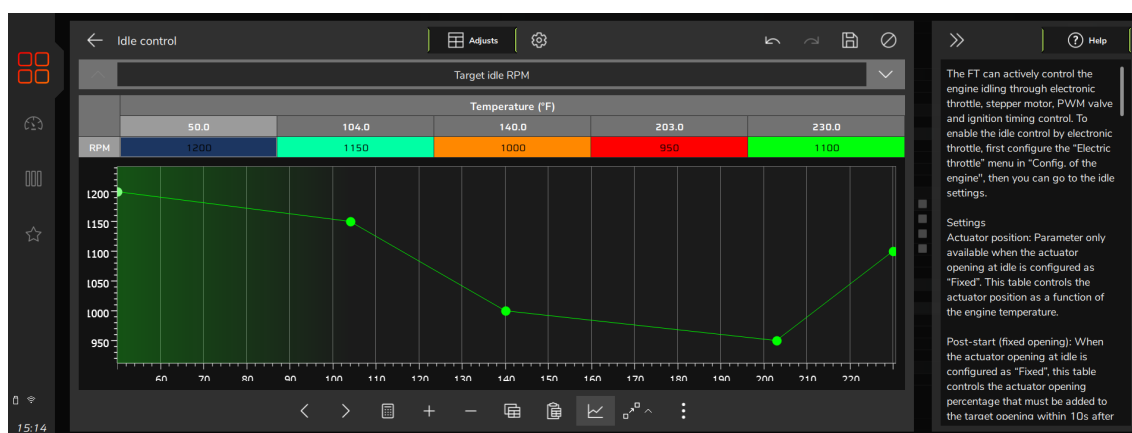 Idle control
Adjusts
Help
Target idle RPM
Temperature (°F)
50.0 104.0 140.0 203.0 230.0
RPM 1200 1150 1000 950 1100
1200
1150
1100
1050
1000
950
60 70 80 90 100 110 120 130 140 150 160 170 180 190 200 210 220
15:14
The FT can actively control the
engine idling through electronic
throttle, stepper motor, PWM valve
and ignition timing control. To
enable the idle control by electronic
throttle, first configure the “Electric
throttle” menu in “Config. of the
engine", then you can go to the idle
settings.
Settings
Actuator position: Parameter only
available when the actuator
opening at idle is configured as
“Fixed”. This table controls the
actuator position as a function of
the engine temperature.
Post-start (fixed opening): When
the actuator opening at idle is
configured as “Fixed”, this table
controls the actuator opening
percentage that must be added to
the target opening within 10s after